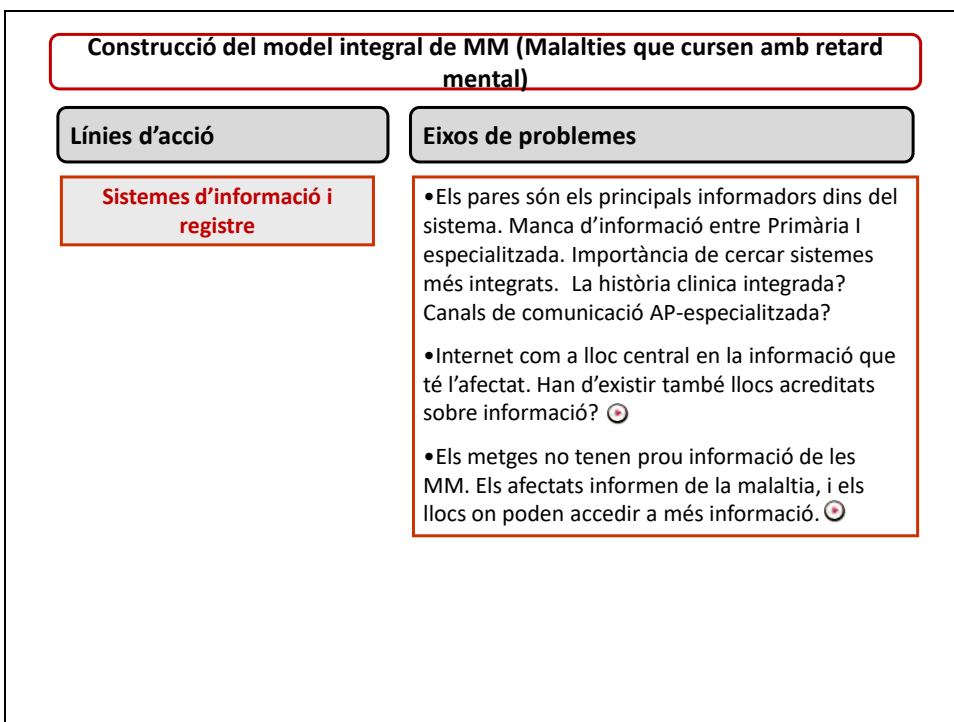 Construcció del model integral de MM (Malalties que cursen amb retard
mental)
Línies d'acció
Eixos de problemes
Sistemes d'informació i
registre
•Els pares són els principals informadors dins del
sistema. Manca d'informació entre Primària I
especialitzada. Importància de cercar sistemes
més integrats.  La història clinica integrada?
Canals de comunicació AP-especialitzada?
•Internet com a lloc central en la informació que
té l'afectat. Han d'existir també llocs acreditats
sobre informació?
•Els metges no tenen prou informació de les
MM. Els afectats informen de la malaltia, i els
llocs on poden accedir a més informació.